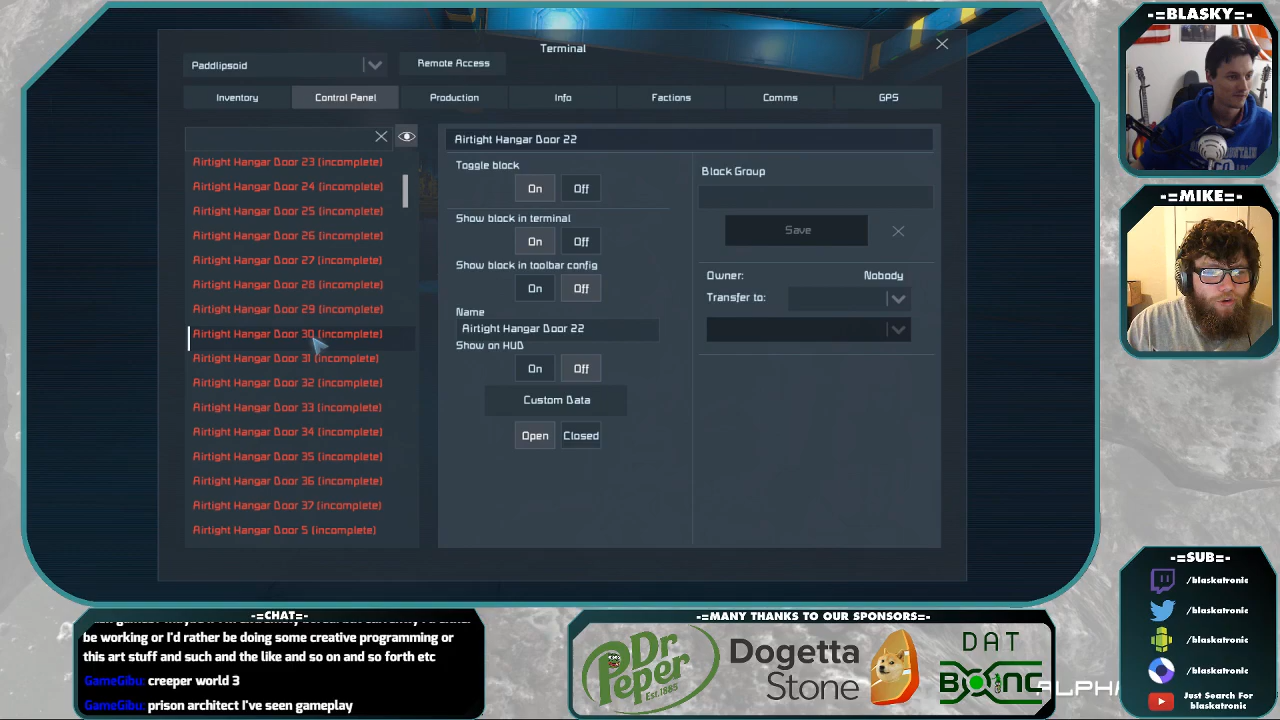 Terminal
Paddlipsoid
Remote Access
Inventory
Control Panel
Production
Info
Factions
Comms
GPS
Airtight Hangar Door 23 (incomplete)
Airtight Hangar Door 24 (incomplete)
Airtight Hangar Door 25 (incomplete)
Airtight Hangar Door 26 (incomplete)
Airtight Hangar Door 27 (incomplete)
Airtight Hangar Door 28 (incomplete)
Airtight Hangar Door 29 (incomplete)
Airtight Hangar Door 30 (incomplete)
Airtight Hangar Door 31 (incomplete)
Airtight Hangar Door 32 (incomplete)
Airtight Hangar Door 33 (incomplete)
Airtight Hangar Door 34 (incomplete)
Airtight Hangar Door 35 (incomplete)
Airtight Hangar Door 36 (incomplete)
Airtight Hangar Door 37 (incomplete)
Airtight Hangar Door 5 (incomplete)
Airtight Hangar Door 22
Toggle block
On Off
Show block in terminal
On Off
Show block in toolbar config
On Off
Name
Airtight Hangar Door 22
Show on HUD
On Off
Custom Data
Open Closed
Block Group
Save
Owner: Nobody
Transfer to:
-=BLASKY=-
-=MIKE=-
-=SUB=-
/blaskatronic
/blaskatronic
/blaskatronic
/blaskatronic
Just Search For
blaskatronic
-=CHAT=-
be working or I'd rather be doing some creative programming or
this art stuff and such and the like and so on and so forth etc
GameGibu: creeper world 3
GameGibu: prison architect I've seen gameplay
-=MANY THANKS TO OUR SPONSORS=-
Dr
Peper
EST. 1885
Dogetta
Stone
DAT
BOINC
ALPHA